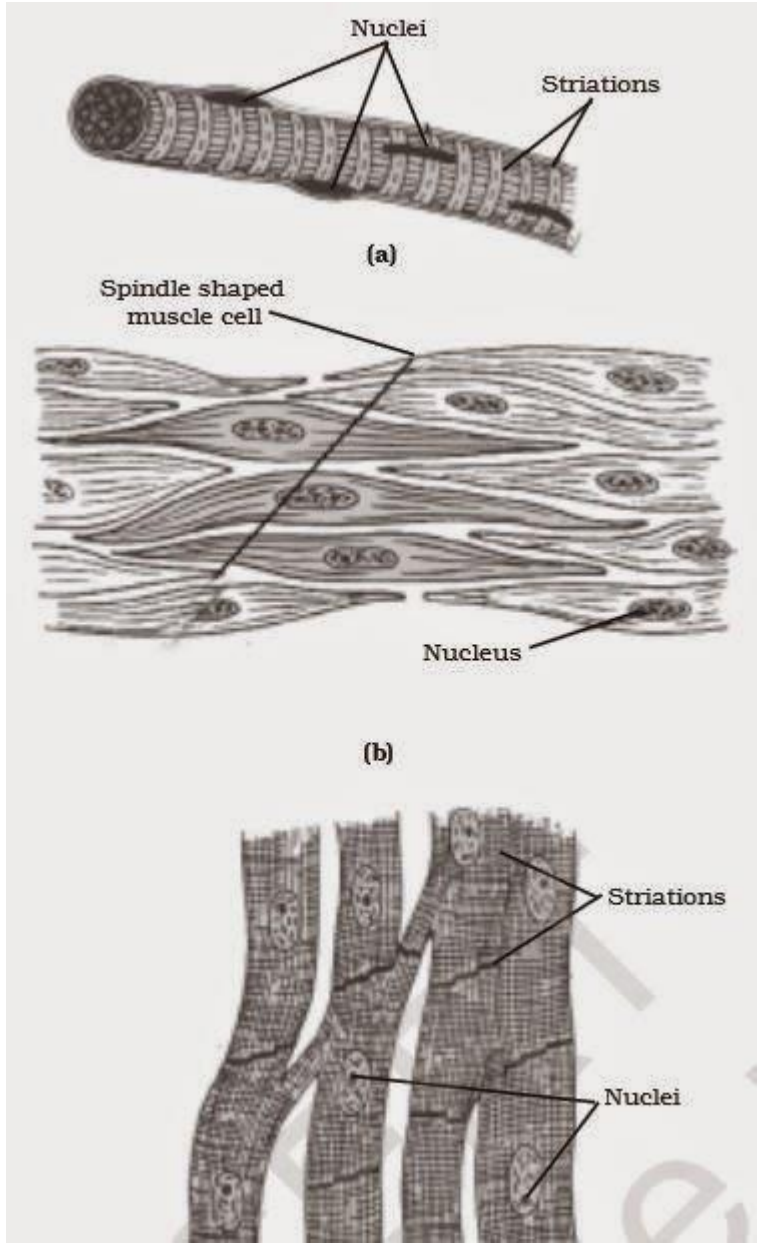 Nuclei
Striations
(a)
Spindle shaped
muscle cell
Nucleus
(b)
Striations
Nuclei